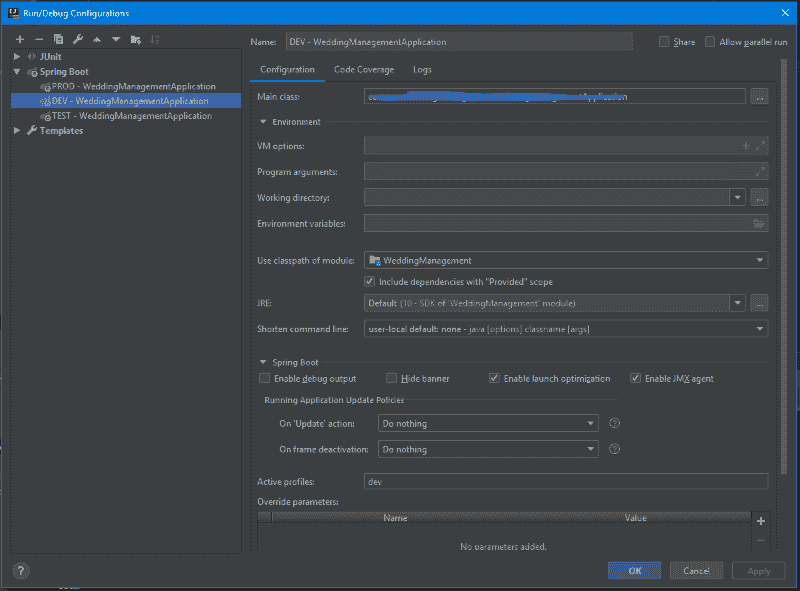 Run/Debug Configurations
Name: DEV - WeddingManagementApplication
Share
Allow parallel run
JUnit
Spring Boot
PROD - WeddingManagementApplication
DEV - WeddingManagementApplication
TEST - WeddingManagementApplication
Templates
Configuration
Code Coverage
Logs
Main class:
Application
Environment
VM options:
Program arguments:
Working directory:
Environment variables:
Use classpath of module: WeddingManagement
Include dependencies with "Provided" scope
JRE: Default (10 - SDK of 'WeddingManagement' module)
Shorten command line: user-local default: none - java [options] classname [args]
Spring Boot
Enable debug output
Hide banner
Enable launch optimization
Enable JMX agent
Running Application Update Policies
On 'Update' action: Do nothing
On frame deactivation: Do nothing
Active profiles: dev
Override parameters:
Name
Value
No parameters added.
OK
Cancel
Apply